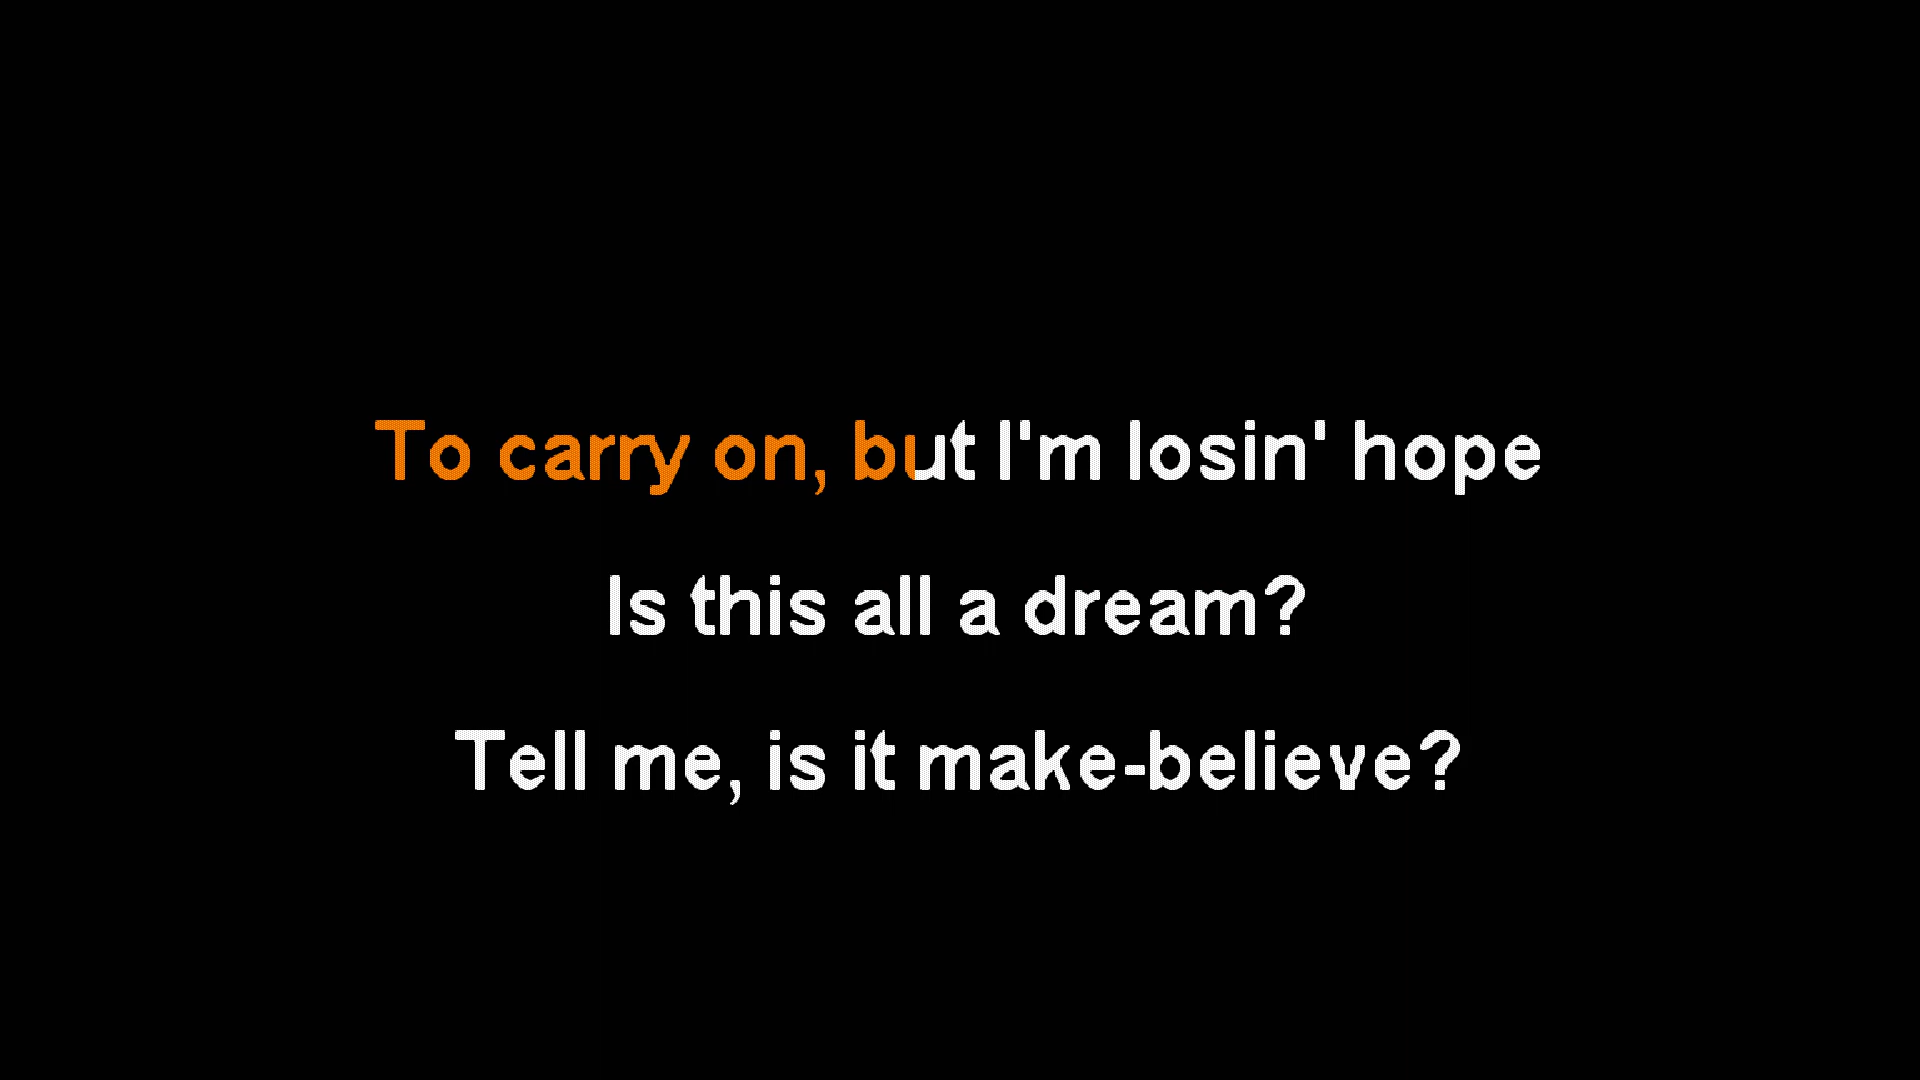 To carry on, but I'm losin' hope
Is this all a dream?
Tell me, is it make-believe?